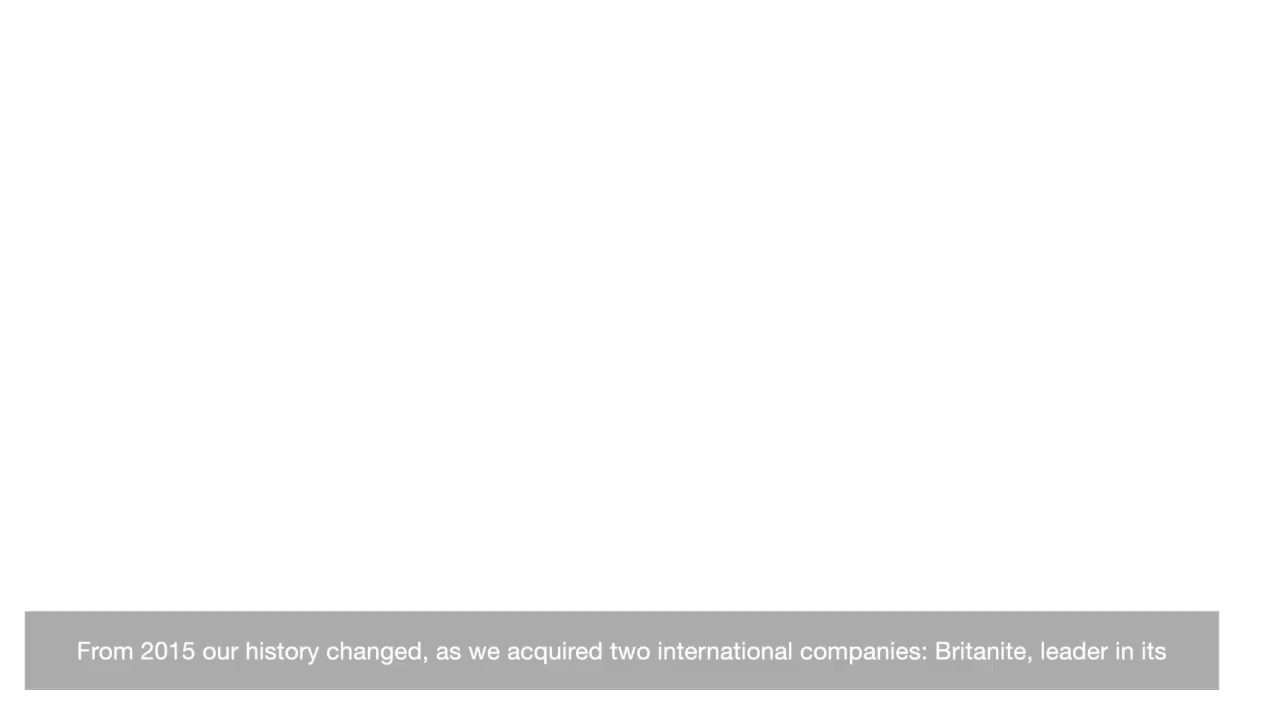 From 2015 our history changed, as we acquired two international companies: Britanite, leader in its